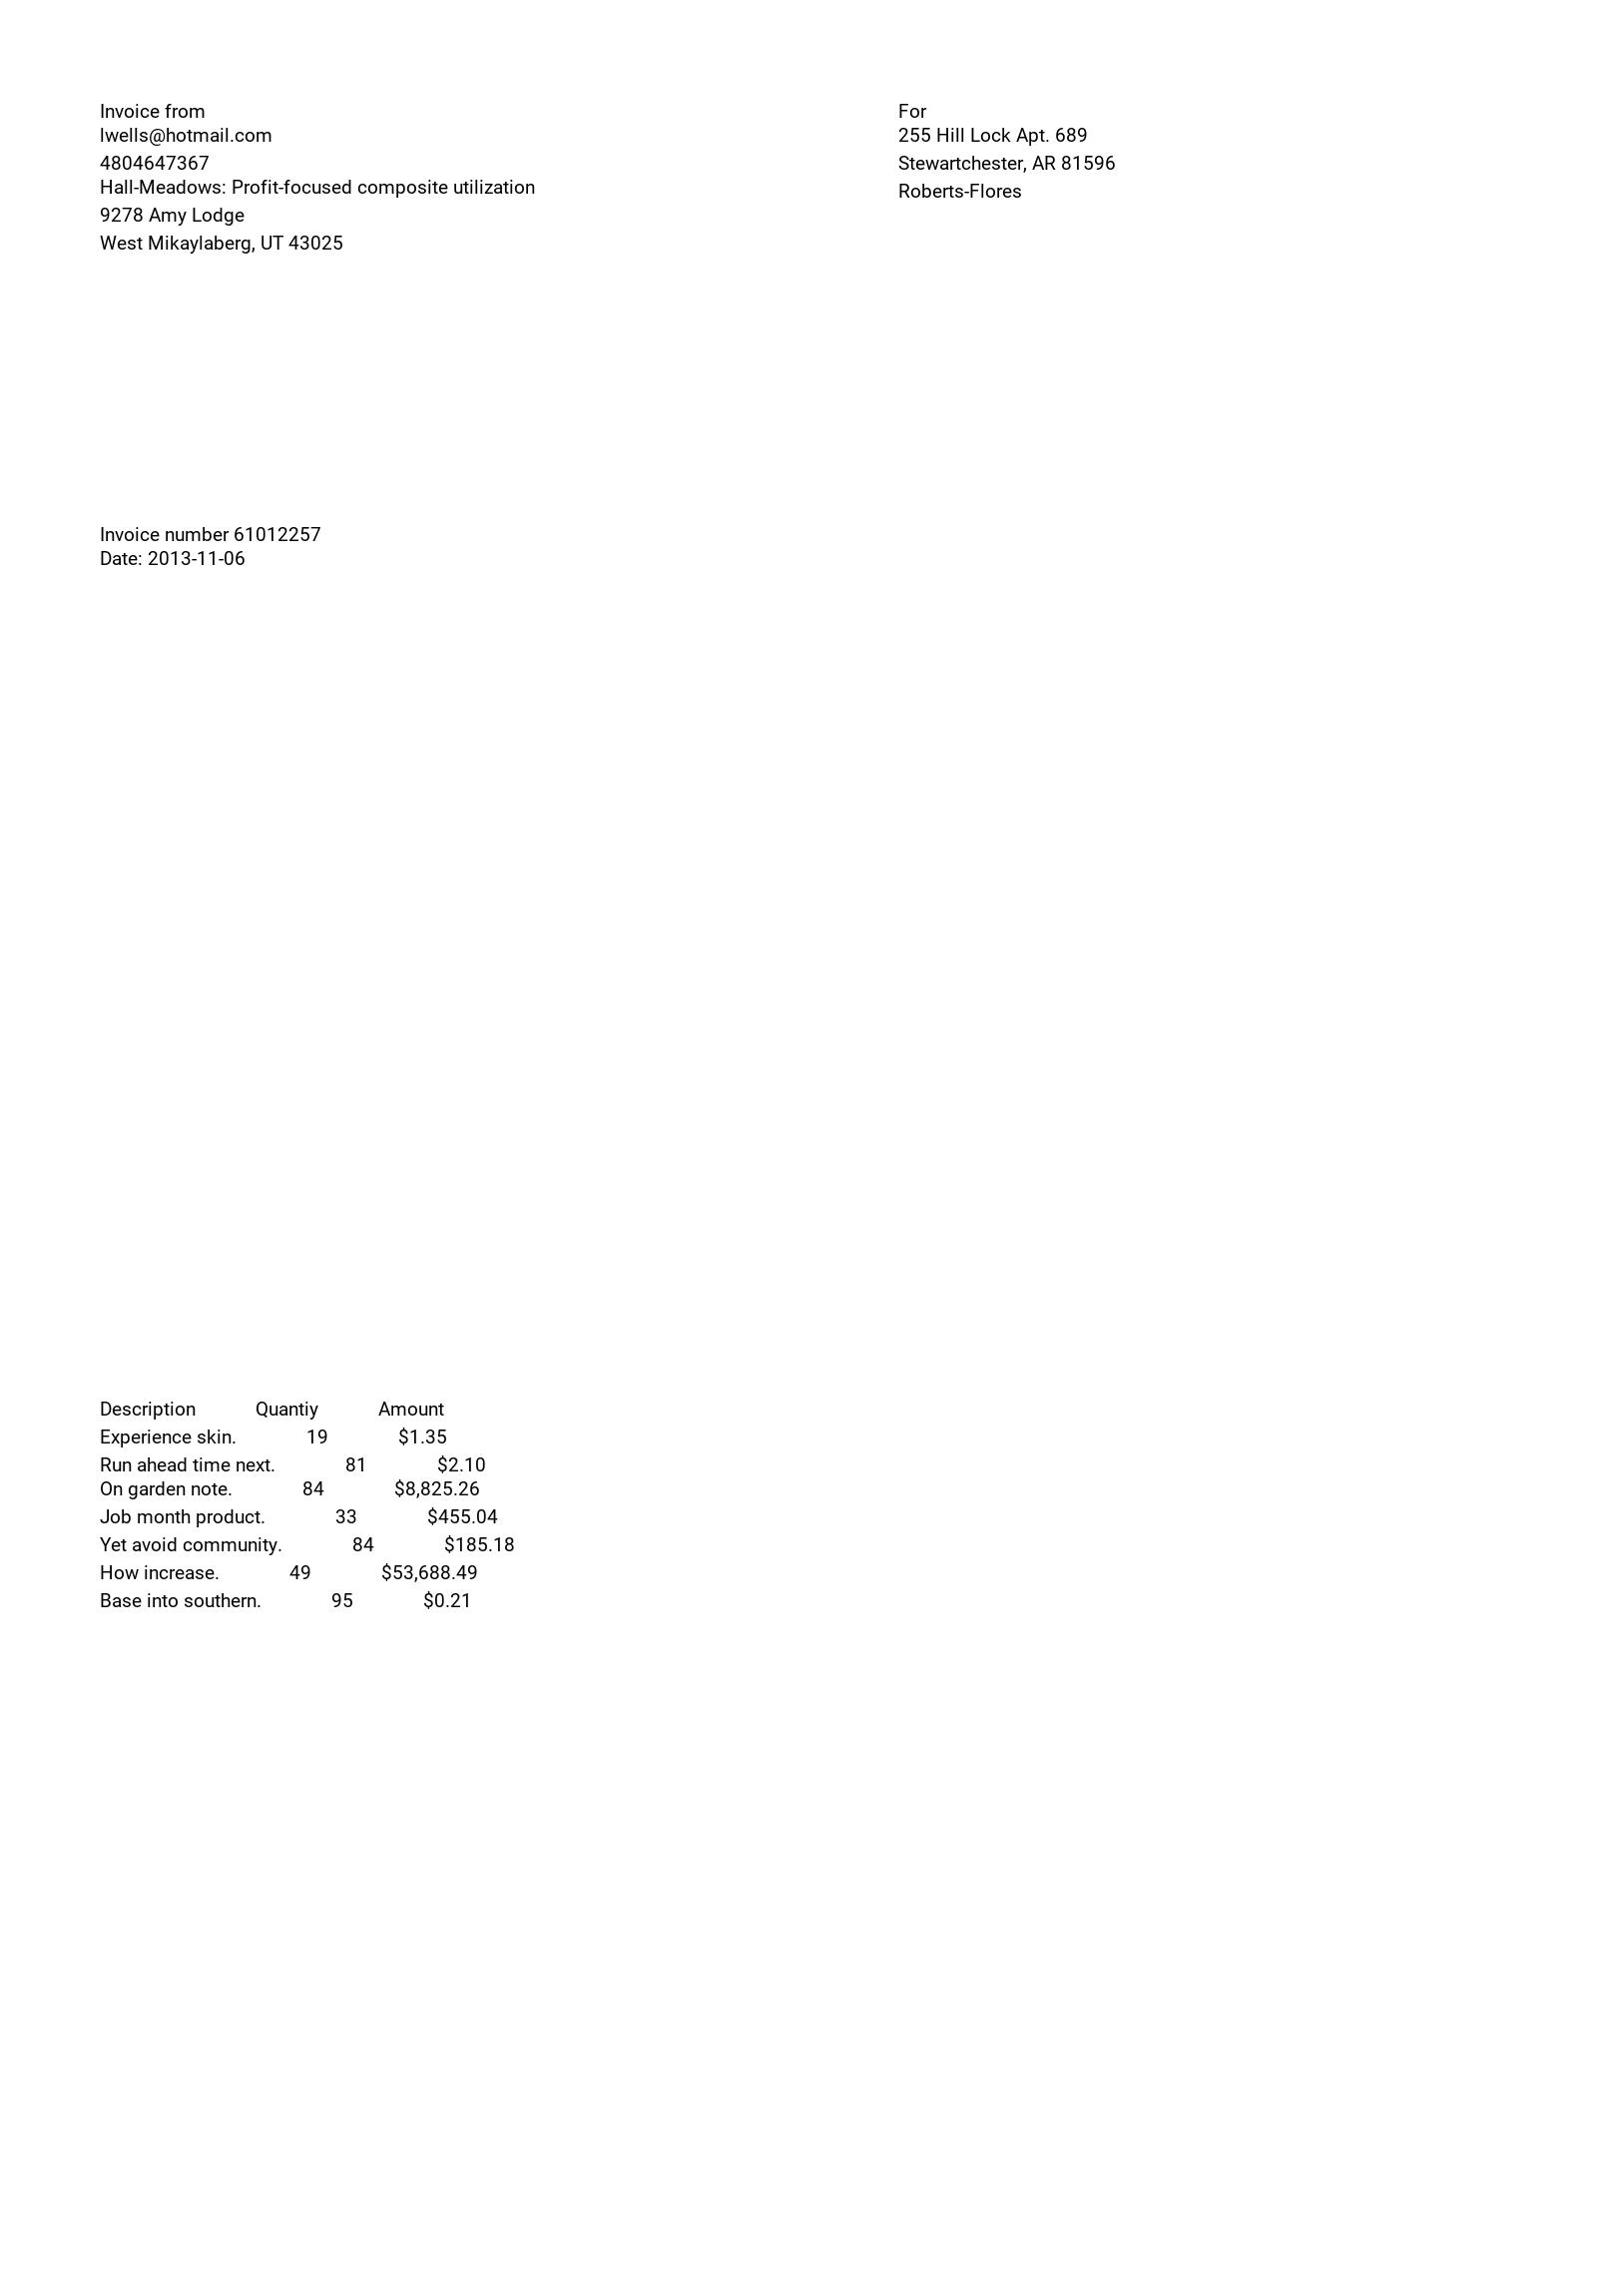 Invoice from
lwells@hotmail.com
4804647367
Hall-Meadows: Profit-focused composite utilization
9278 Amy Lodge
West Mikaylaberg, UT 43025
For
255 Hill Lock Apt. 689
Stewartchester, AR 81596
Roberts-Flores
Invoice number 61012257
Date: 2013-11-06
Description Quantiy Amount
Experience skin. 19 $1.35
Run ahead time next. 81 $2.10
On garden note. 84 $8,825.26
Job month product. 33 $455.04
Yet avoid community. 84 $185.18
How increase. 49 $53,688.49
Base into southern. 95 $0.21